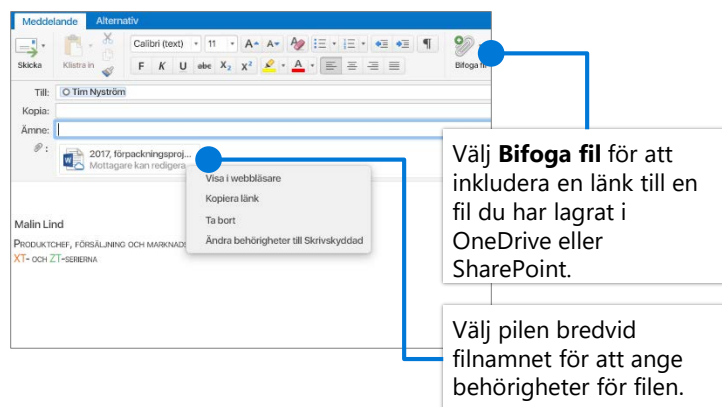 Meddelande Alternativ
Calibri (text) 11 A A
Skicka Klistra in F K U abc X₂ X² A ¶ Bifoga fil
Till: Tim Nyström
Kopia:
Ämne:
2017, förpackningsproj...
Mottagare kan redigera
Visa i webbläsare
Kopiera länk
Ta bort
Ändra behörigheter till Skrivskyddad
Malin Lind
PRODUKTCHEF, FÖRSÄLJNING OCH MARKNADS
XT- OCH ZT-SERIERNA
Välj Bifoga fil för att
inkludera en länk till en
fil du har lagrat i
OneDrive eller
SharePoint.
Välj pilen bredvid
filnamnet för att ange
behörigheter för filen.